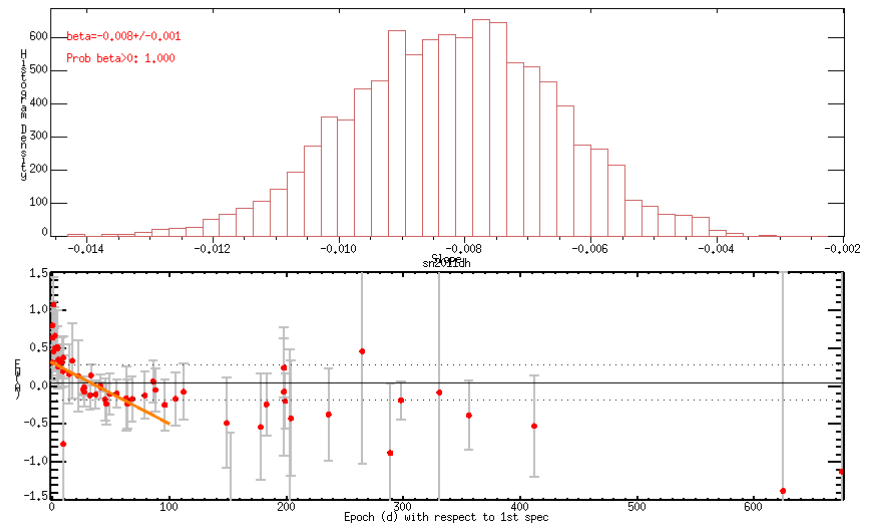 beta=-0.008+/-0.001
Prob beta>0: 1.000
Histogram Density
600
500
400
300
200
100
0
-0.014 -0.012 -0.010 -0.008 -0.006 -0.004 -0.002
Slope
sn2011dh
1.5
1.0
0.5
0.0
-0.5
-1.0
-1.5
0 100 200 300 400 500 600
Epoch (d) with respect to 1st spec